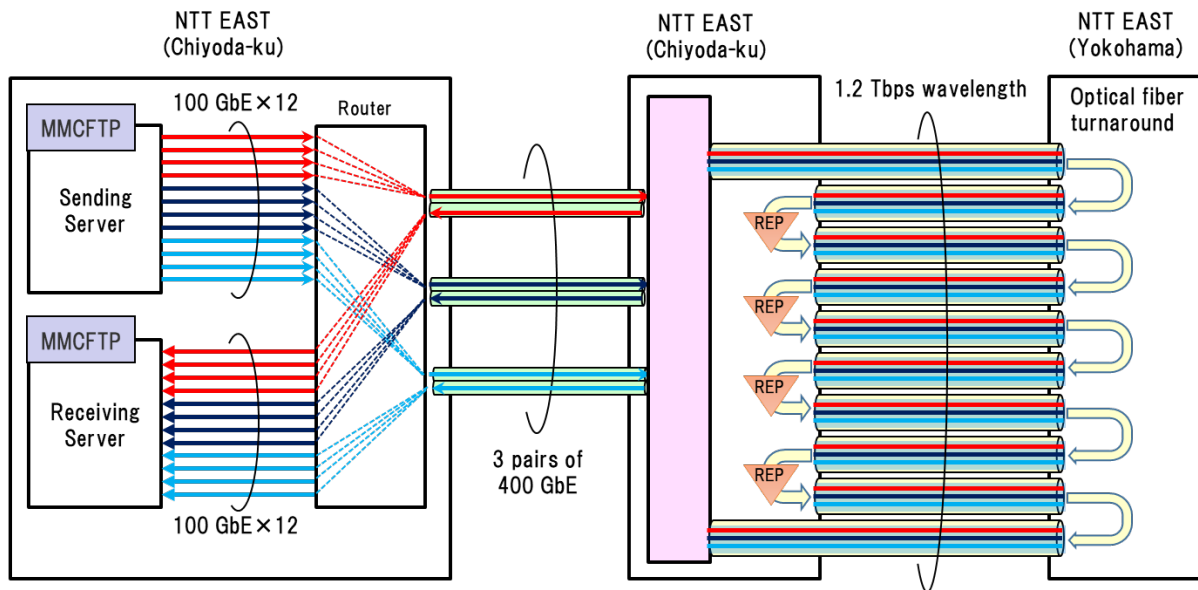 NTT EAST
(Chiyoda-ku)
NTT EAST
(Chiyoda-ku)
NTT EAST
(Yokohama)
100 GbE×12
Router
1.2 Tbps wavelength
Optical fiber
turnaround
MMCFTP
Sending
Server
REP
REP
MMCFTP
Receiving
Server
REP
3 pairs of
400 GbE
REP
100 GbE×12